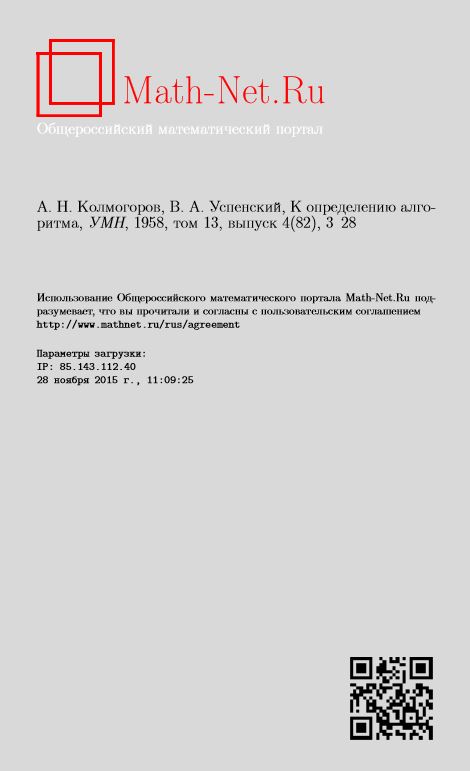 Math-Net.Ru
Общероссийский математический портал
А. Н. Колмогоров, В. А. Успенский, К определению алго-
ритма, УМН, 1958, том 13, выпуск 4(82), 3 28
Использование Общероссийского математического портала Math-Net.Ru под-
разумевает, что вы прочитали и согласны с пользовательским соглашением
http://www.mathnet.ru/rus/agreement
Параметры загрузки:
IP: 85.143.112.40
28 ноября 2015 г., 11:09:25